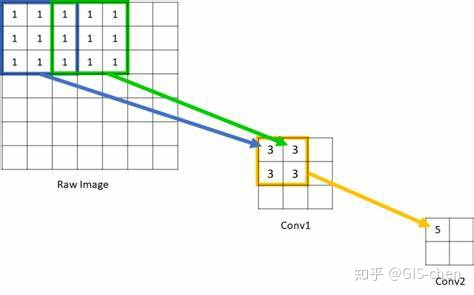 1 1 1 1 1
1 1 1 1 1
1 1 1 1 1
Raw Image
3 3
3 3
Conv1
5
知乎 @GIS-chen
Conv2